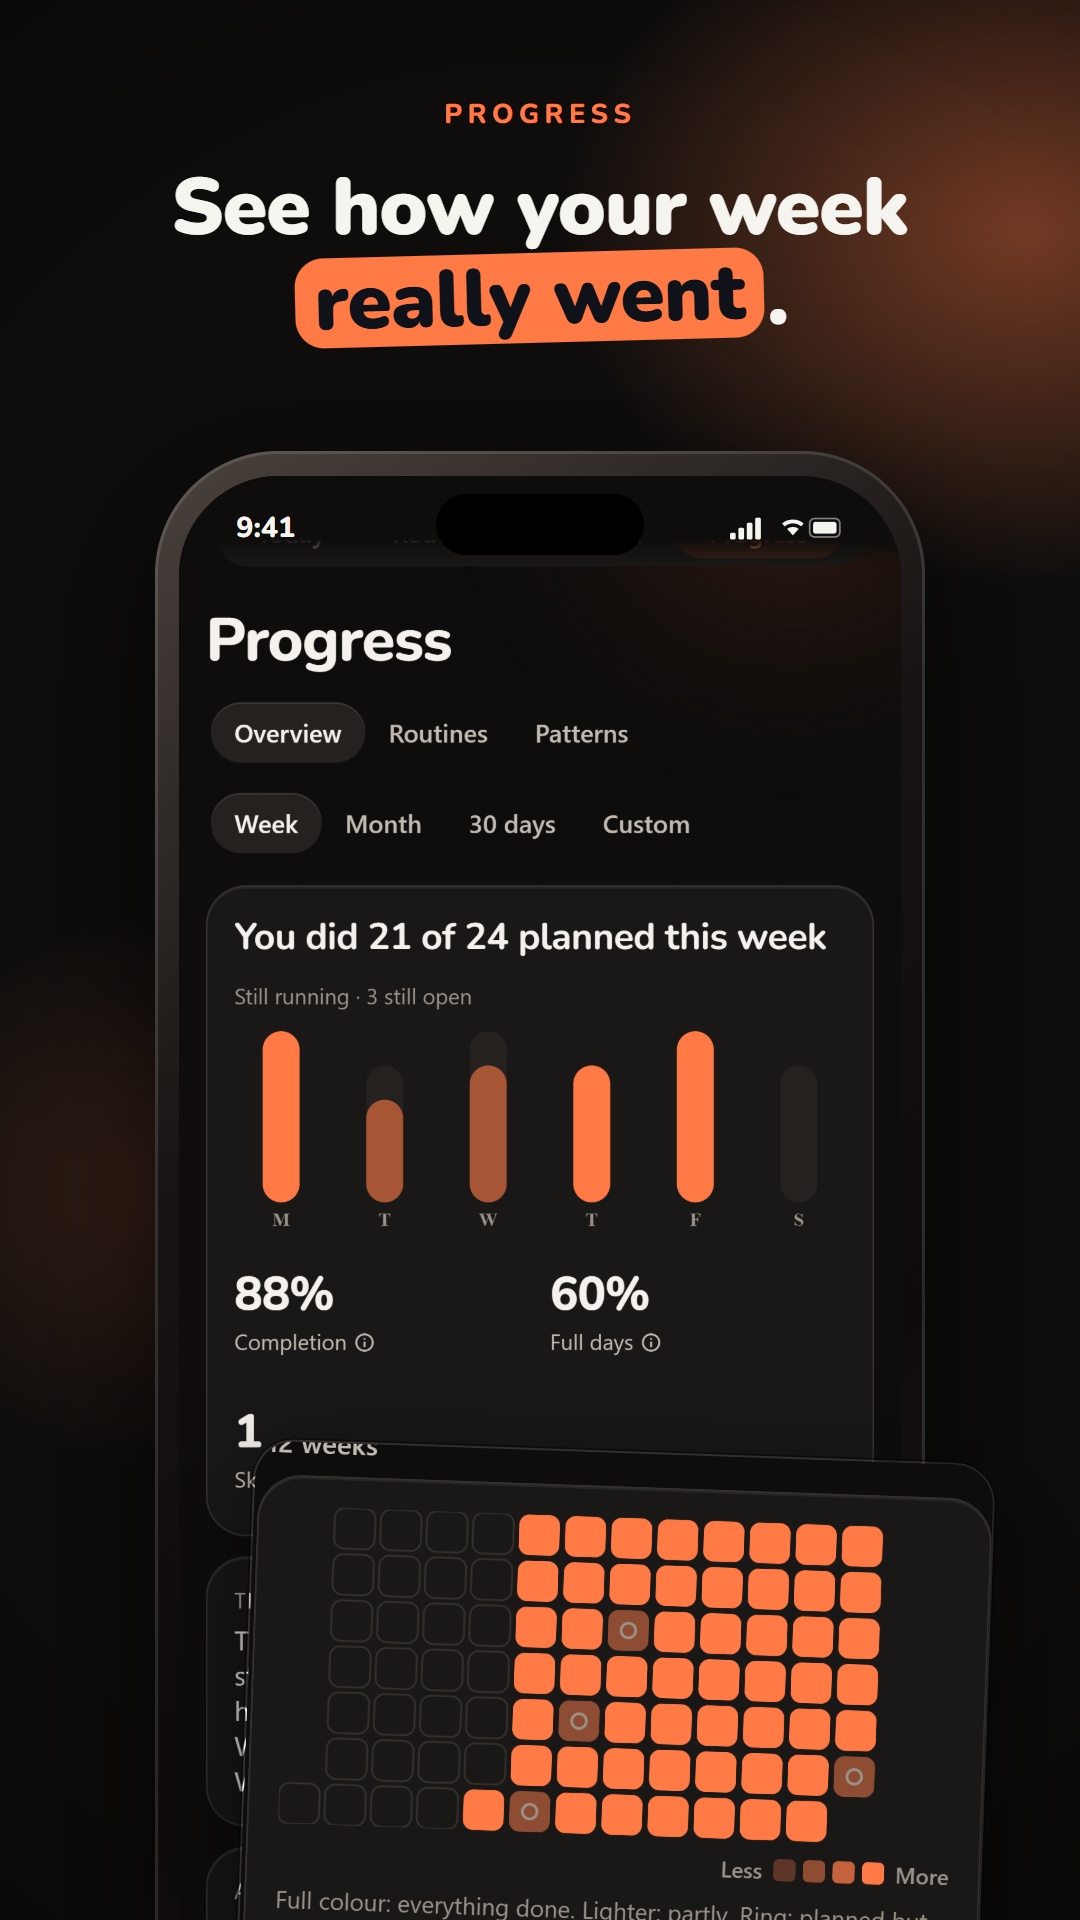 PROGRESS
See how your week
really went.
9:41
Progress
Overview Routines Patterns
Week Month 30 days Custom
You did 21 of 24 planned this week
Still running · 3 still open
M T W T F S
88% 60%
Completion Full days
1
12 weeks
Sk
Less More
Full colour: everything done. Lighter: partly. Ring: planned but